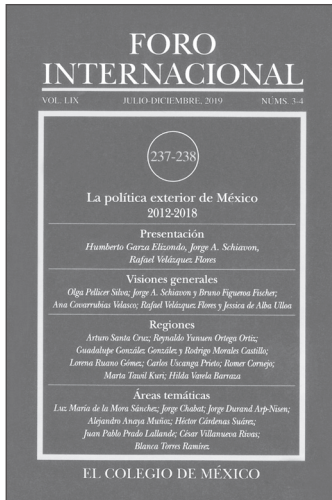 FORO
INTERNACIONAL
VOL. LIX JULIO-DICIEMBRE, 2019 NÚMS. 3-4
237-238
La política exterior de México
2012-2018
Presentación
Humberto Garza Elizondo, Jorge A. Schiavon,
Rafael Velázquez Flores
Visiones generales
Olga Pellicer Silva; Jorge A. Schiavon y Bruno Figueroa Fischer;
Ana Covarrubias Velasco; Rafael Velázquez Flores y Jessica de Alba Ulloa
Regiones
Arturo Santa Cruz; Reynaldo Yunuen Ortega Ortiz;
Guadalupe González González y Rodrigo Morales Castillo;
Lorena Ruano Gómez; Carlos Uscanga Prieto; Romer Cornejo;
Marta Tawil Kuri; Hilda Varela Barraza
Áreas temáticas
Luz María de la Mora Sánchez; Jorge Chabat; Jorge Durand Arp-Nisen;
Alejandro Anaya Muñoz; Héctor Cárdenas Suárez;
Juan Pablo Prado Lallande; César Villanueva Rivas;
Blanca Torres Ramírez
EL COLEGIO DE MÉXICO